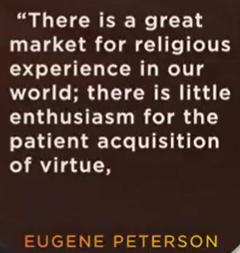 “There is a great
market for religious
experience in our
world; there is little
enthusiasm for the
patient acquisition
of virtue,
EUGENE PETERSON